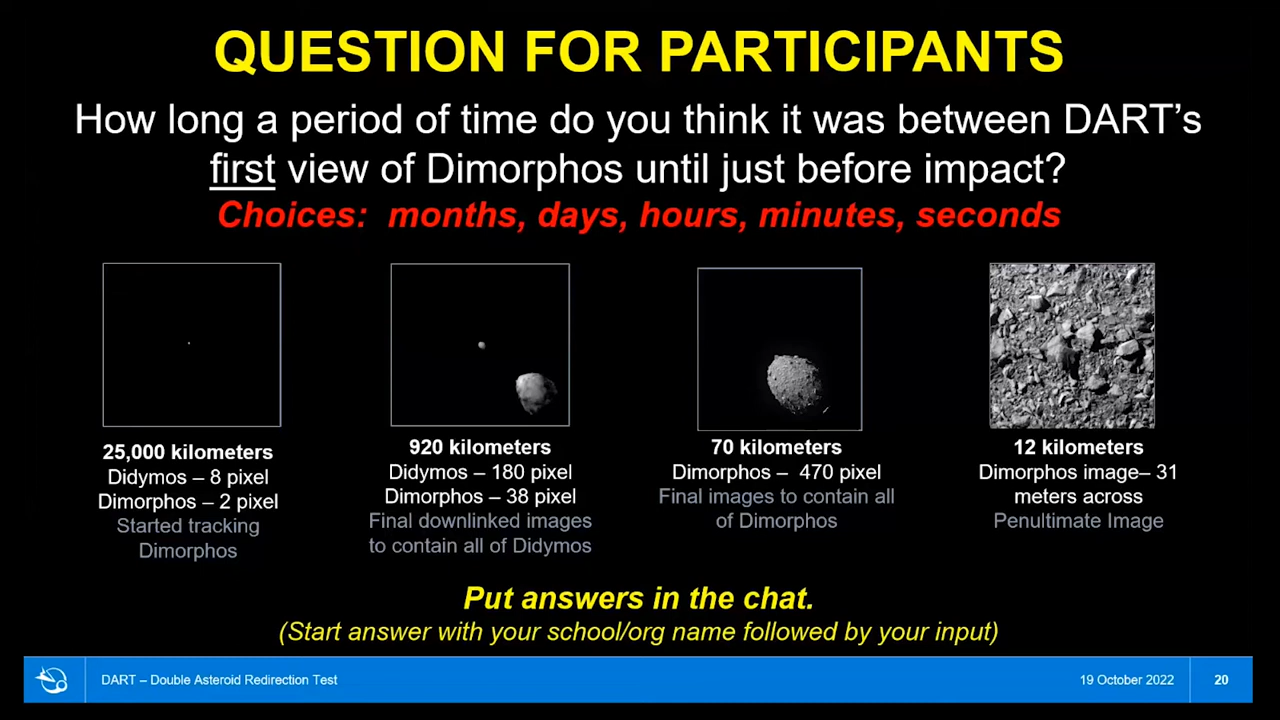 QUESTION FOR PARTICIPANTS
How long a period of time do you think it was between DART's
first view of Dimorphos until just before impact?
Choices: months, days, hours, minutes, seconds
25,000 kilometers
Didymos – 8 pixel
Dimorphos – 2 pixel
Started tracking
Dimorphos
920 kilometers
Didymos – 180 pixel
Dimorphos – 38 pixel
Final downlinked images
to contain all of Didymos
70 kilometers
Dimorphos – 470 pixel
Final images to contain all
of Dimorphos
12 kilometers
Dimorphos image– 31
meters across
Penultimate Image
Put answers in the chat.
(Start answer with your school/org name followed by your input)
DART – Double Asteroid Redirection Test
19 October 2022
20